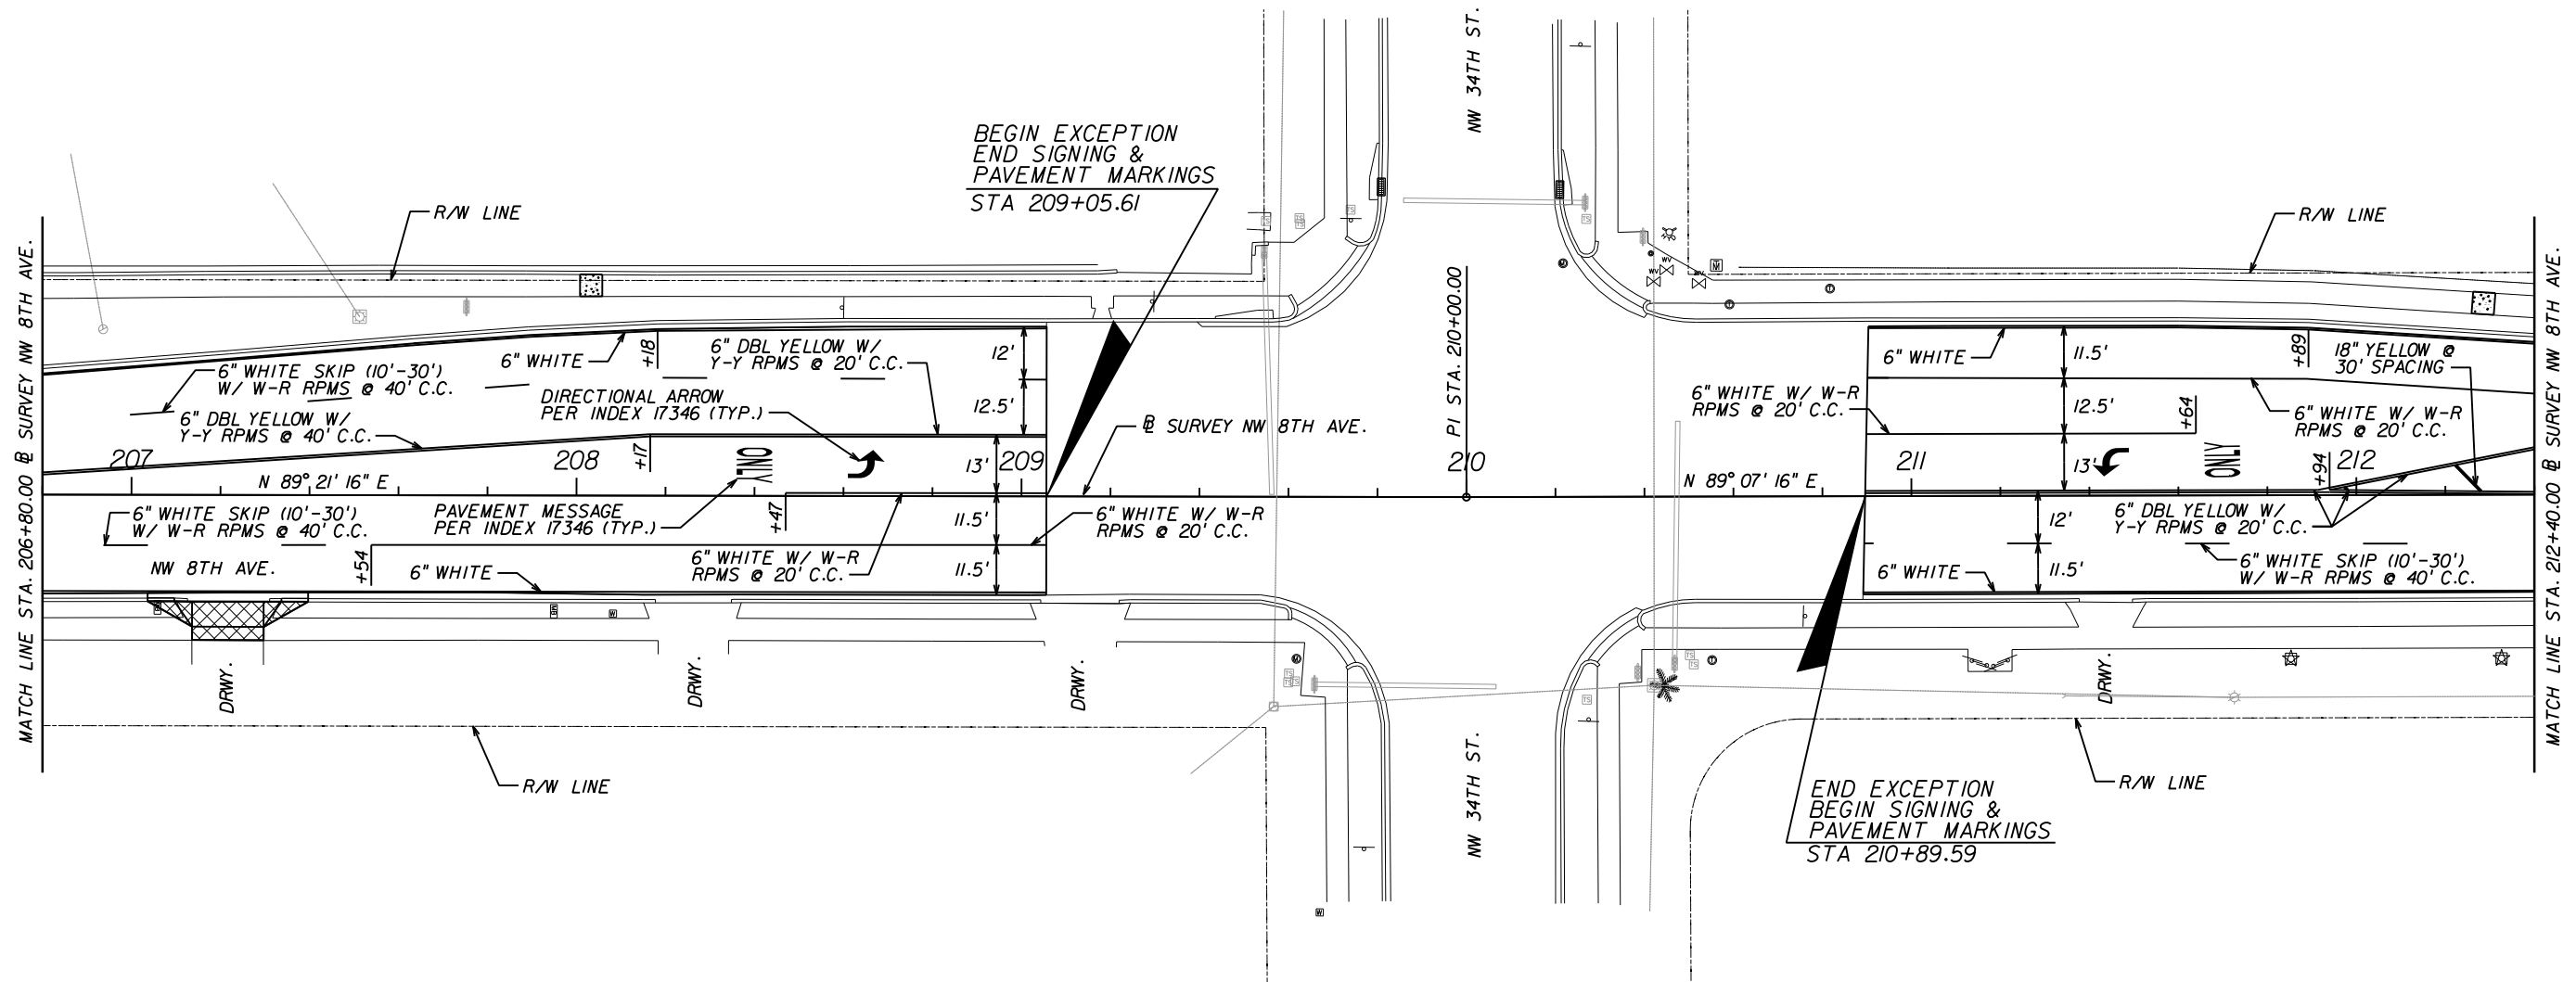 MATCH LINE STA. 206+80.00 ℄ SURVEY NW 8TH AVE.
R/W LINE
BEGIN EXCEPTION
END SIGNING &
PAVEMENT MARKINGS
STA 209+05.61
NW 34TH ST.
R/W LINE
PI STA. 210+00.00
6" WHITE SKIP (10'-30')
W/ W-R RPMS @ 40' C.C.
6" WHITE
+18
6" DBL YELLOW W/
Y-Y RPMS @ 20' C.C.
12'
12.5'
DIRECTIONAL ARROW
PER INDEX 17346 (TYP.)
6" DBL YELLOW W/
Y-Y RPMS @ 40' C.C.
207
208
209
210
211
212
+17
ONLY
13'
N 89° 21' 16" E
℄ SURVEY NW 8TH AVE.
N 89° 07' 16" E
6" WHITE SKIP (10'-30')
W/ W-R RPMS @ 40' C.C.
PAVEMENT MESSAGE
PER INDEX 17346 (TYP.)
+47
11.5'
6" WHITE W/ W-R
RPMS @ 20' C.C.
NW 8TH AVE.
+54
6" WHITE
6" WHITE W/ W-R
RPMS @ 20' C.C.
11.5'
DRWY.
DRWY.
DRWY.
R/W LINE
NW 34TH ST.
WV
WV
WV
TM
6" WHITE
11.5'
+89
18" YELLOW @
30' SPACING
6" WHITE W/ W-R
RPMS @ 20' C.C.
12.5'
+64
6" WHITE W/ W-R
RPMS @ 20' C.C.
13'
ONLY
+94
12'
6" DBL YELLOW W/
Y-Y RPMS @ 20' C.C.
6" WHITE
11.5'
6" WHITE SKIP (10'-30')
W/ W-R RPMS @ 40' C.C.
DRWY.
R/W LINE
END EXCEPTION
BEGIN SIGNING &
PAVEMENT MARKINGS
STA 210+89.59
MATCH LINE STA. 212+40.00 ℄ SURVEY NW 8TH AVE.